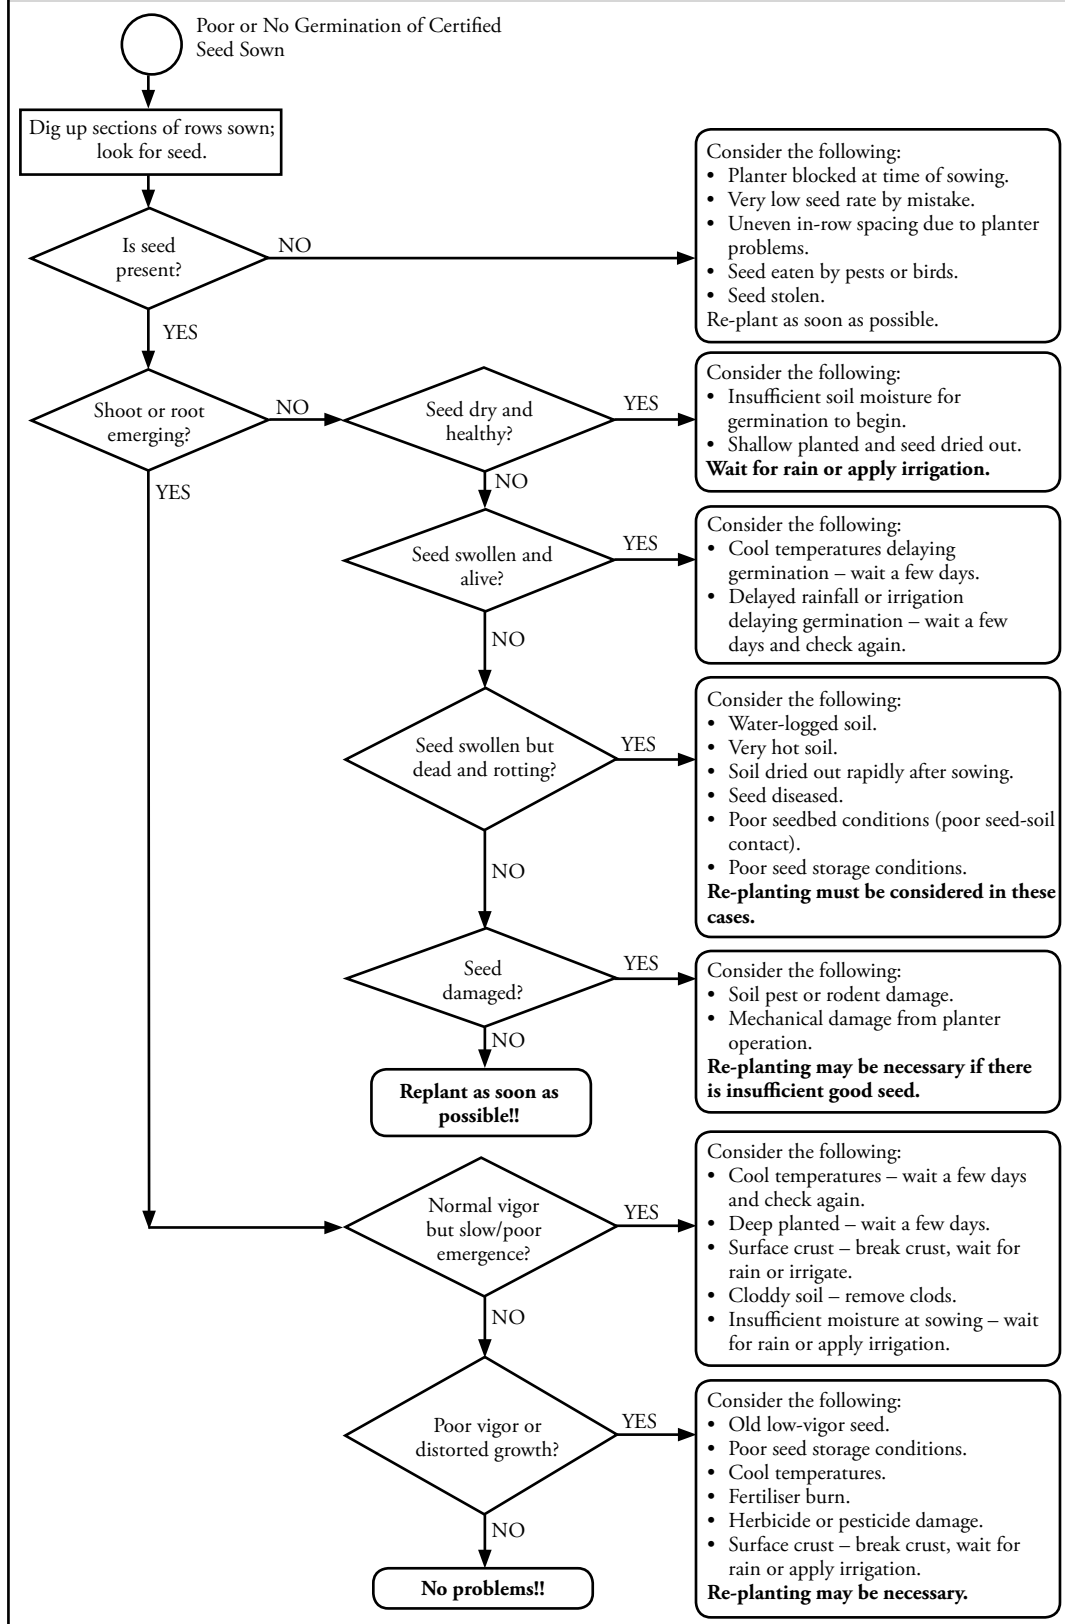 Poor or No Germination of Certified
Seed Sown
Dig up sections of rows sown;
look for seed.
Is seed
present?
NO
YES
Consider the following:
• Planter blocked at time of sowing.
• Very low seed rate by mistake.
• Uneven in-row spacing due to planter
problems.
• Seed eaten by pests or birds.
• Seed stolen.
Re-plant as soon as possible.
Shoot or root
emerging?
NO
YES
Seed dry and
healthy?
YES
NO
Consider the following:
• Insufficient soil moisture for
germination to begin.
• Shallow planted and seed dried out.
Wait for rain or apply irrigation.
Seed swollen and
alive?
YES
NO
Consider the following:
• Cool temperatures delaying
germination – wait a few days.
• Delayed rainfall or irrigation
delaying germination – wait a few
days and check again.
Seed swollen but
dead and rotting?
YES
NO
Consider the following:
• Water-logged soil.
• Very hot soil.
• Soil dried out rapidly after sowing.
• Seed diseased.
• Poor seedbed conditions (poor seed-soil
contact).
• Poor seed storage conditions.
Re-planting must be considered in these
cases.
Seed
damaged?
YES
NO
Consider the following:
• Soil pest or rodent damage.
• Mechanical damage from planter
operation.
Re-planting may be necessary if there
is insufficient good seed.
Replant as soon as
possible!!
Normal vigor
but slow/poor
emergence?
YES
NO
Consider the following:
• Cool temperatures – wait a few days
and check again.
• Deep planted – wait a few days.
• Surface crust – break crust, wait for
rain or irrigate.
• Cloddy soil – remove clods.
• Insufficient moisture at sowing – wait
for rain or apply irrigation.
Poor vigor or
distorted growth?
YES
NO
Consider the following:
• Old low-vigor seed.
• Poor seed storage conditions.
• Cool temperatures.
• Fertiliser burn.
• Herbicide or pesticide damage.
• Surface crust – break crust, wait for
rain or apply irrigation.
Re-planting may be necessary.
No problems!!